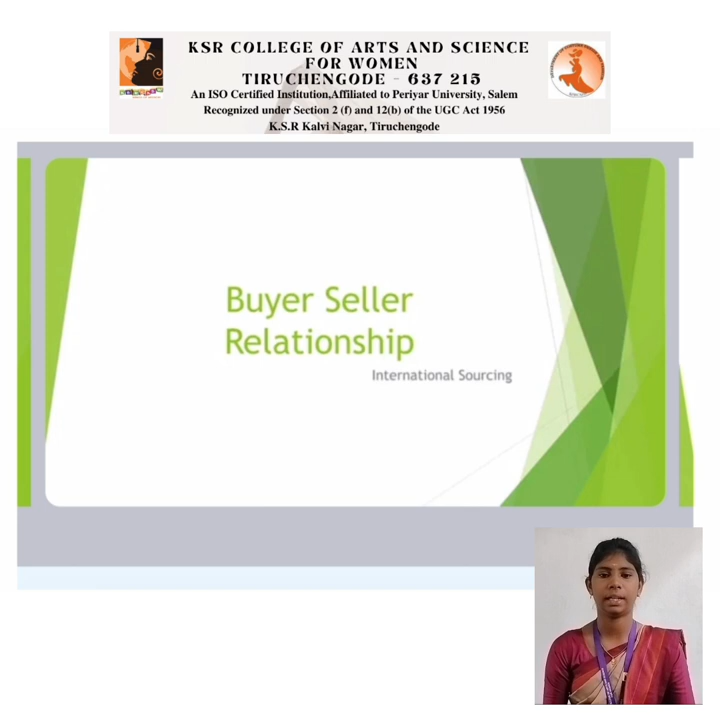 KSR COLLEGE OF ARTS AND SCIENCE
FOR WOMEN
TIRUCHENGODE - 637 215
An ISO Certified Institution,Affiliated to Periyar University, Salem
Recognized under Section 2 (f) and 12(b) of the UGC Act 1956
K.S.R Kalvi Nagar, Tiruchengode
Buyer Seller
Relationship
International Sourcing